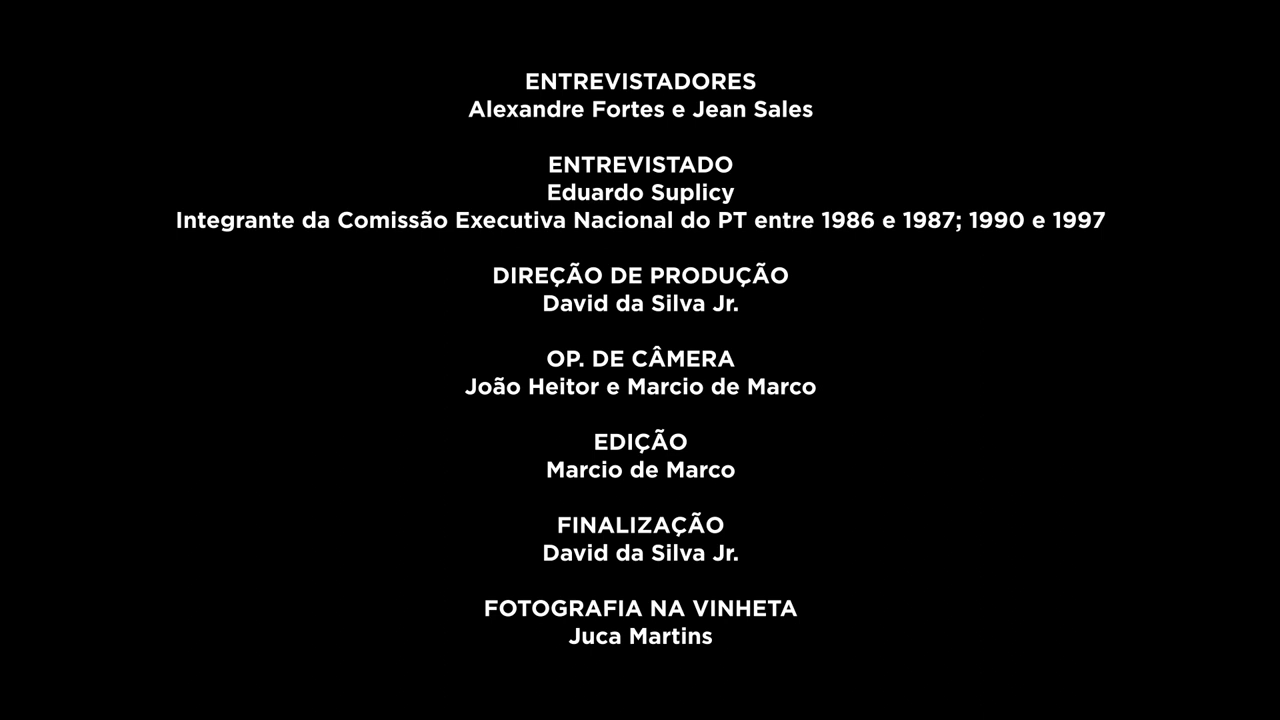 ENTREVISTADORES
Alexandre Fortes e Jean Sales
ENTREVISTADO
Eduardo Suplicy
Integrante da Comissão Executiva Nacional do PT entre 1986 e 1987; 1990 e 1997
DIREÇÃO DE PRODUÇÃO
David da Silva Jr.
OP. DE CÂMERA
João Heitor e Marcio de Marco
EDIÇÃO
Marcio de Marco
FINALIZAÇÃO
David da Silva Jr.
FOTOGRAFIA NA VINHETA
Juca Martins